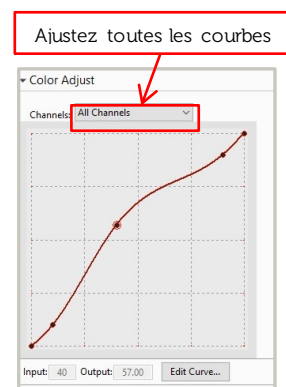 Ajustez toutes les courbes
Color Adjust
Channels: All Channels
Input: 40 Output: 57.00 Edit Curve...